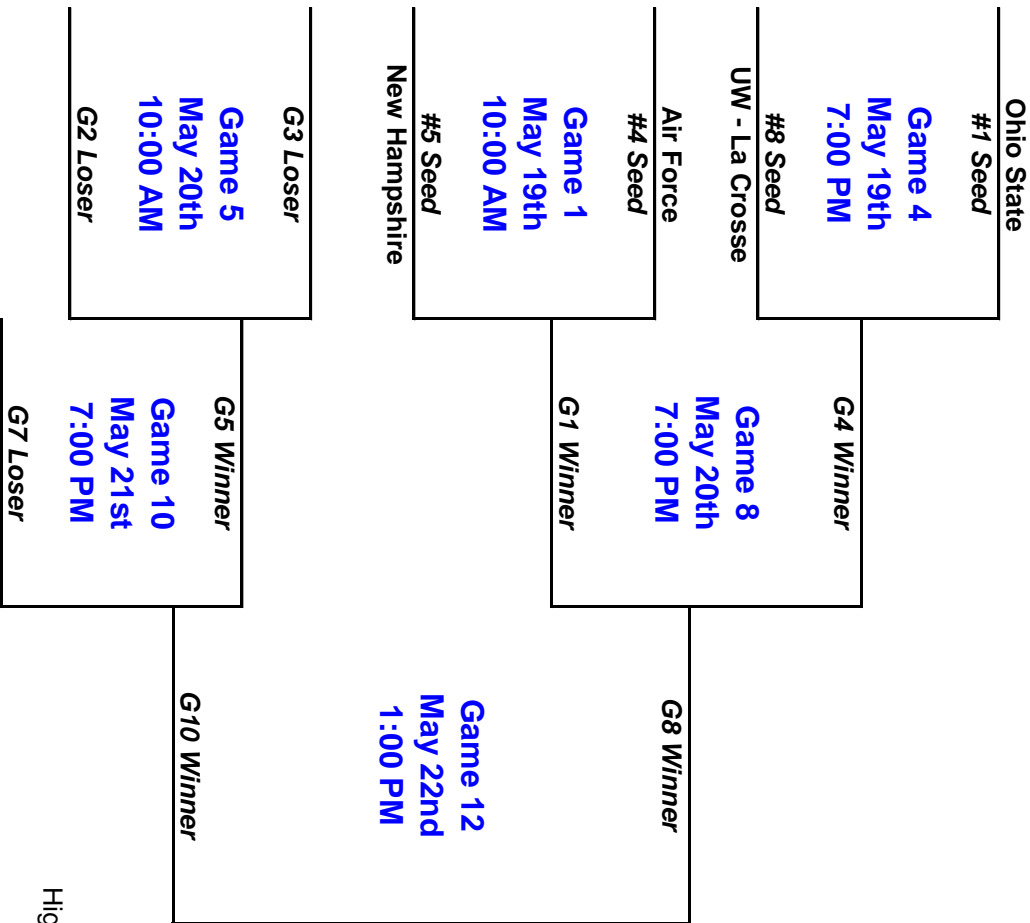 Ohio State
#1 Seed
Game 4
May 19th
7:00 PM
#8 Seed
UW - La Crosse
Air Force
#4 Seed
Game 1
May 19th
10:00 AM
#5 Seed
New Hampshire
G3 Loser
Game 5
May 20th
10:00 AM
G2 Loser
G4 Winner
Game 8
May 20th
7:00 PM
G1 Winner
G5 Winner
Game 10
May 21st
7:00 PM
G7 Loser
G8 Winner
Game 12
May 22nd
1:00 PM
G10 Winner
Hig